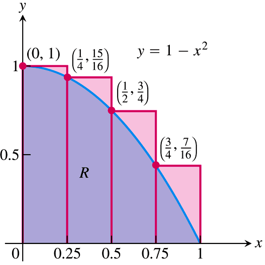 y
(0, 1)
(1/4, 15/16)
y = 1 − x²
1
(1/2, 3/4)
(3/4, 7/16)
0.5
R
0
0.25
0.5
0.75
1
x